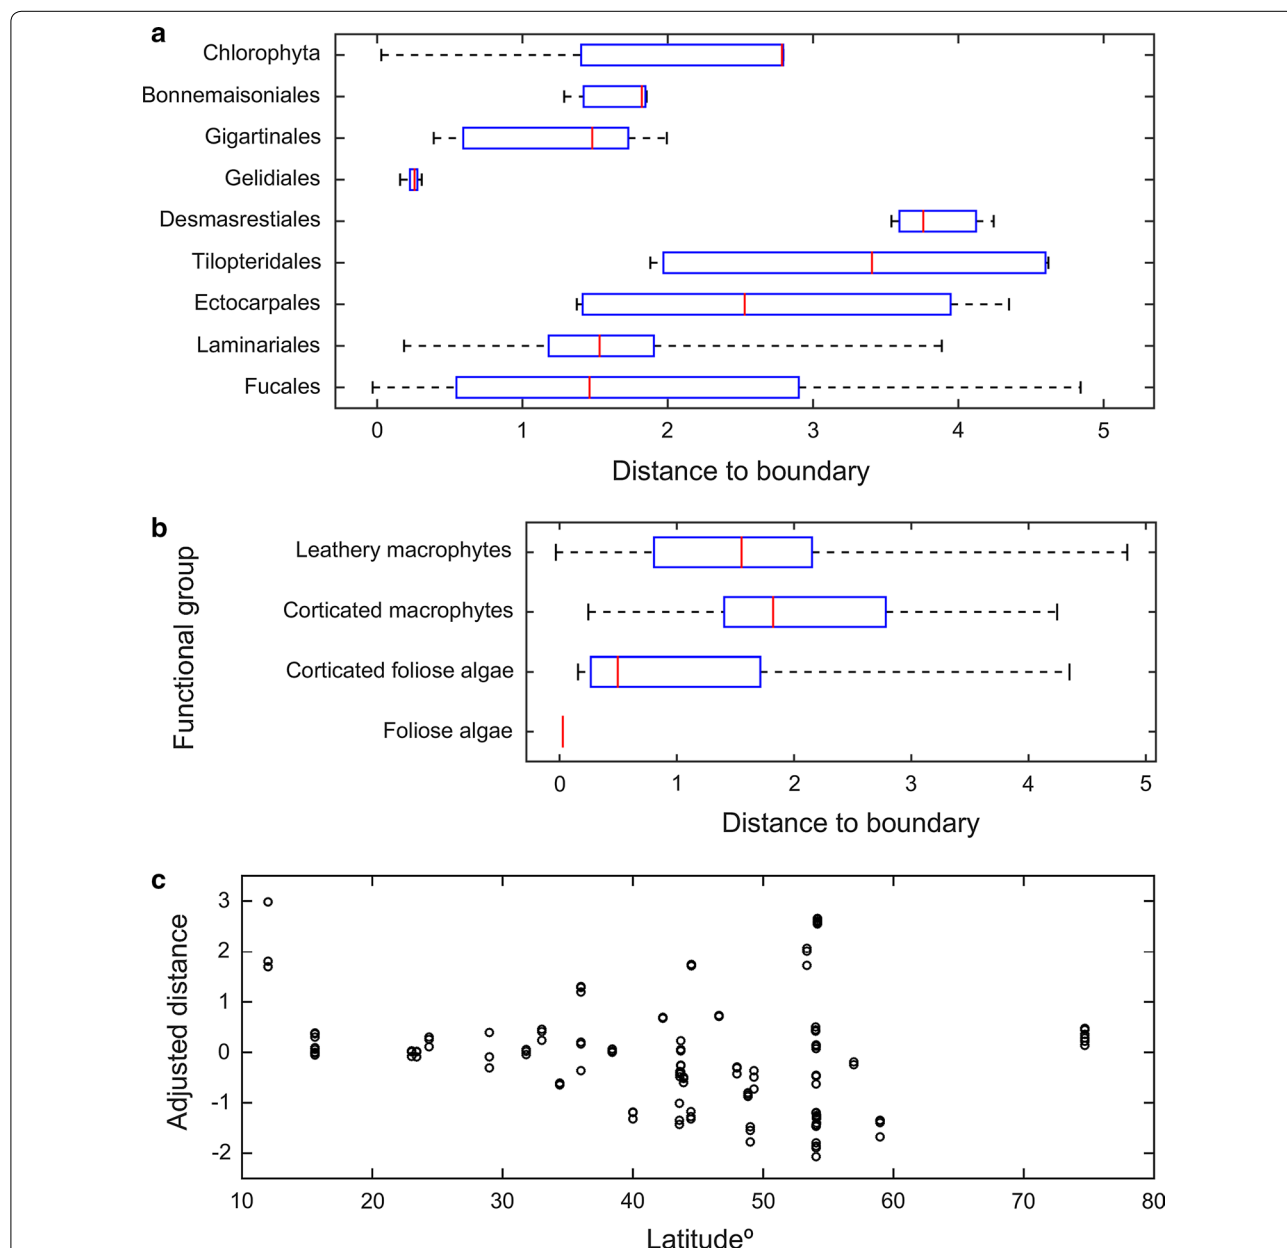 a
Chlorophyta
Bonnemaisoniales
Gigartinales
Gelidiales
Desmasrestiales
Tilopteridales
Ectocarpales
Laminariales
Fucales
0 1 2 3 4 5
Distance to boundary
b
Functional group
Leathery macrophytes
Corticated macrophytes
Corticated foliose algae
Foliose algae
0 1 2 3 4 5
Distance to boundary
c
Adjusted distance
3
2
1
0
-1
-2
10 20 30 40 50 60 70 80
Latitude°